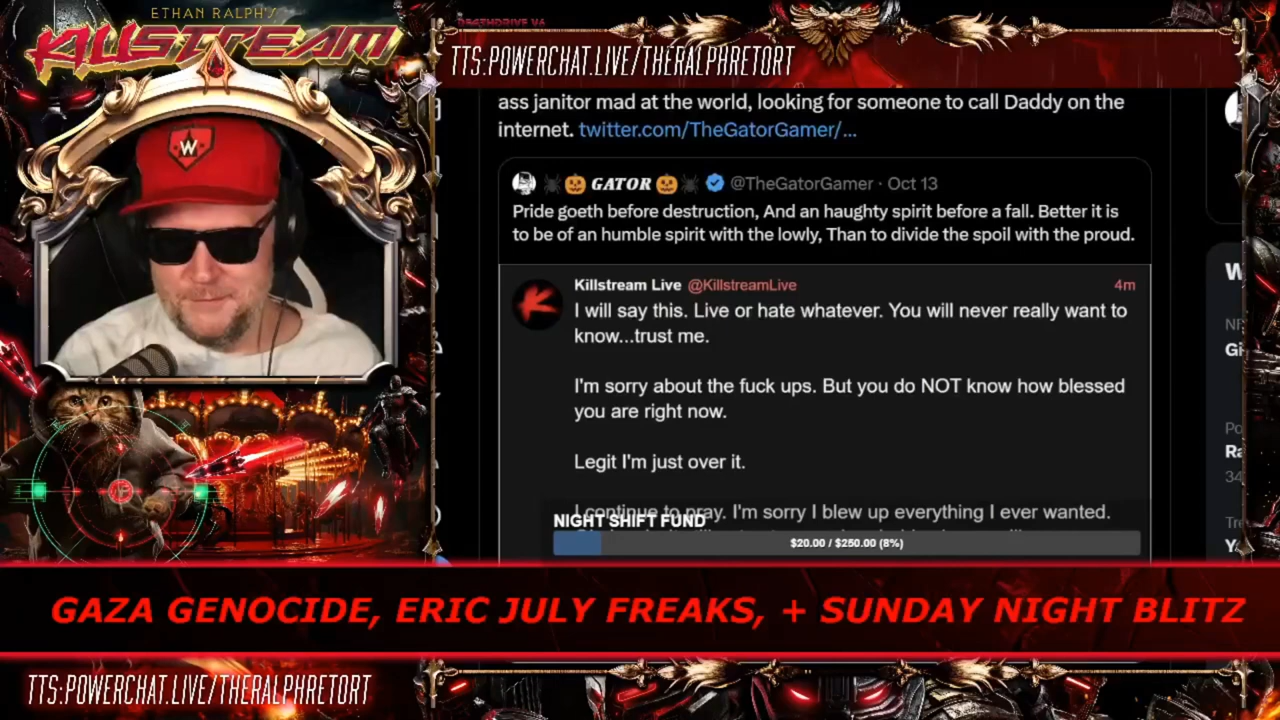 ETHAN RALPH'S
KILLSTREAM
DEATHDRIVE V6
TTS:POWERCHAT.LIVE/THERALPHRETORT
ass janitor mad at the world, looking for someone to call Daddy on the
internet. twitter.com/TheGatorGamer/...
🕷🎃 GATOR 🎃🕷 @TheGatorGamer · Oct 13
Pride goeth before destruction, And an haughty spirit before a fall. Better it is
to be of an humble spirit with the lowly, Than to divide the spoil with the proud.
Killstream Live @KillstreamLive 4m
I will say this. Live or hate whatever. You will never really want to
know...trust me.
I'm sorry about the fuck ups. But you do NOT know how blessed
you are right now.
Legit I'm just over it.
I continue to pray. I'm sorry I blew up everything I ever wanted.
NIGHT SHIFT FUND
$20.00 / $250.00 (8%)
W
GAZA GENOCIDE, ERIC JULY FREAKS, + SUNDAY NIGHT BLITZ
TTS:POWERCHAT.LIVE/THERALPHRETORT